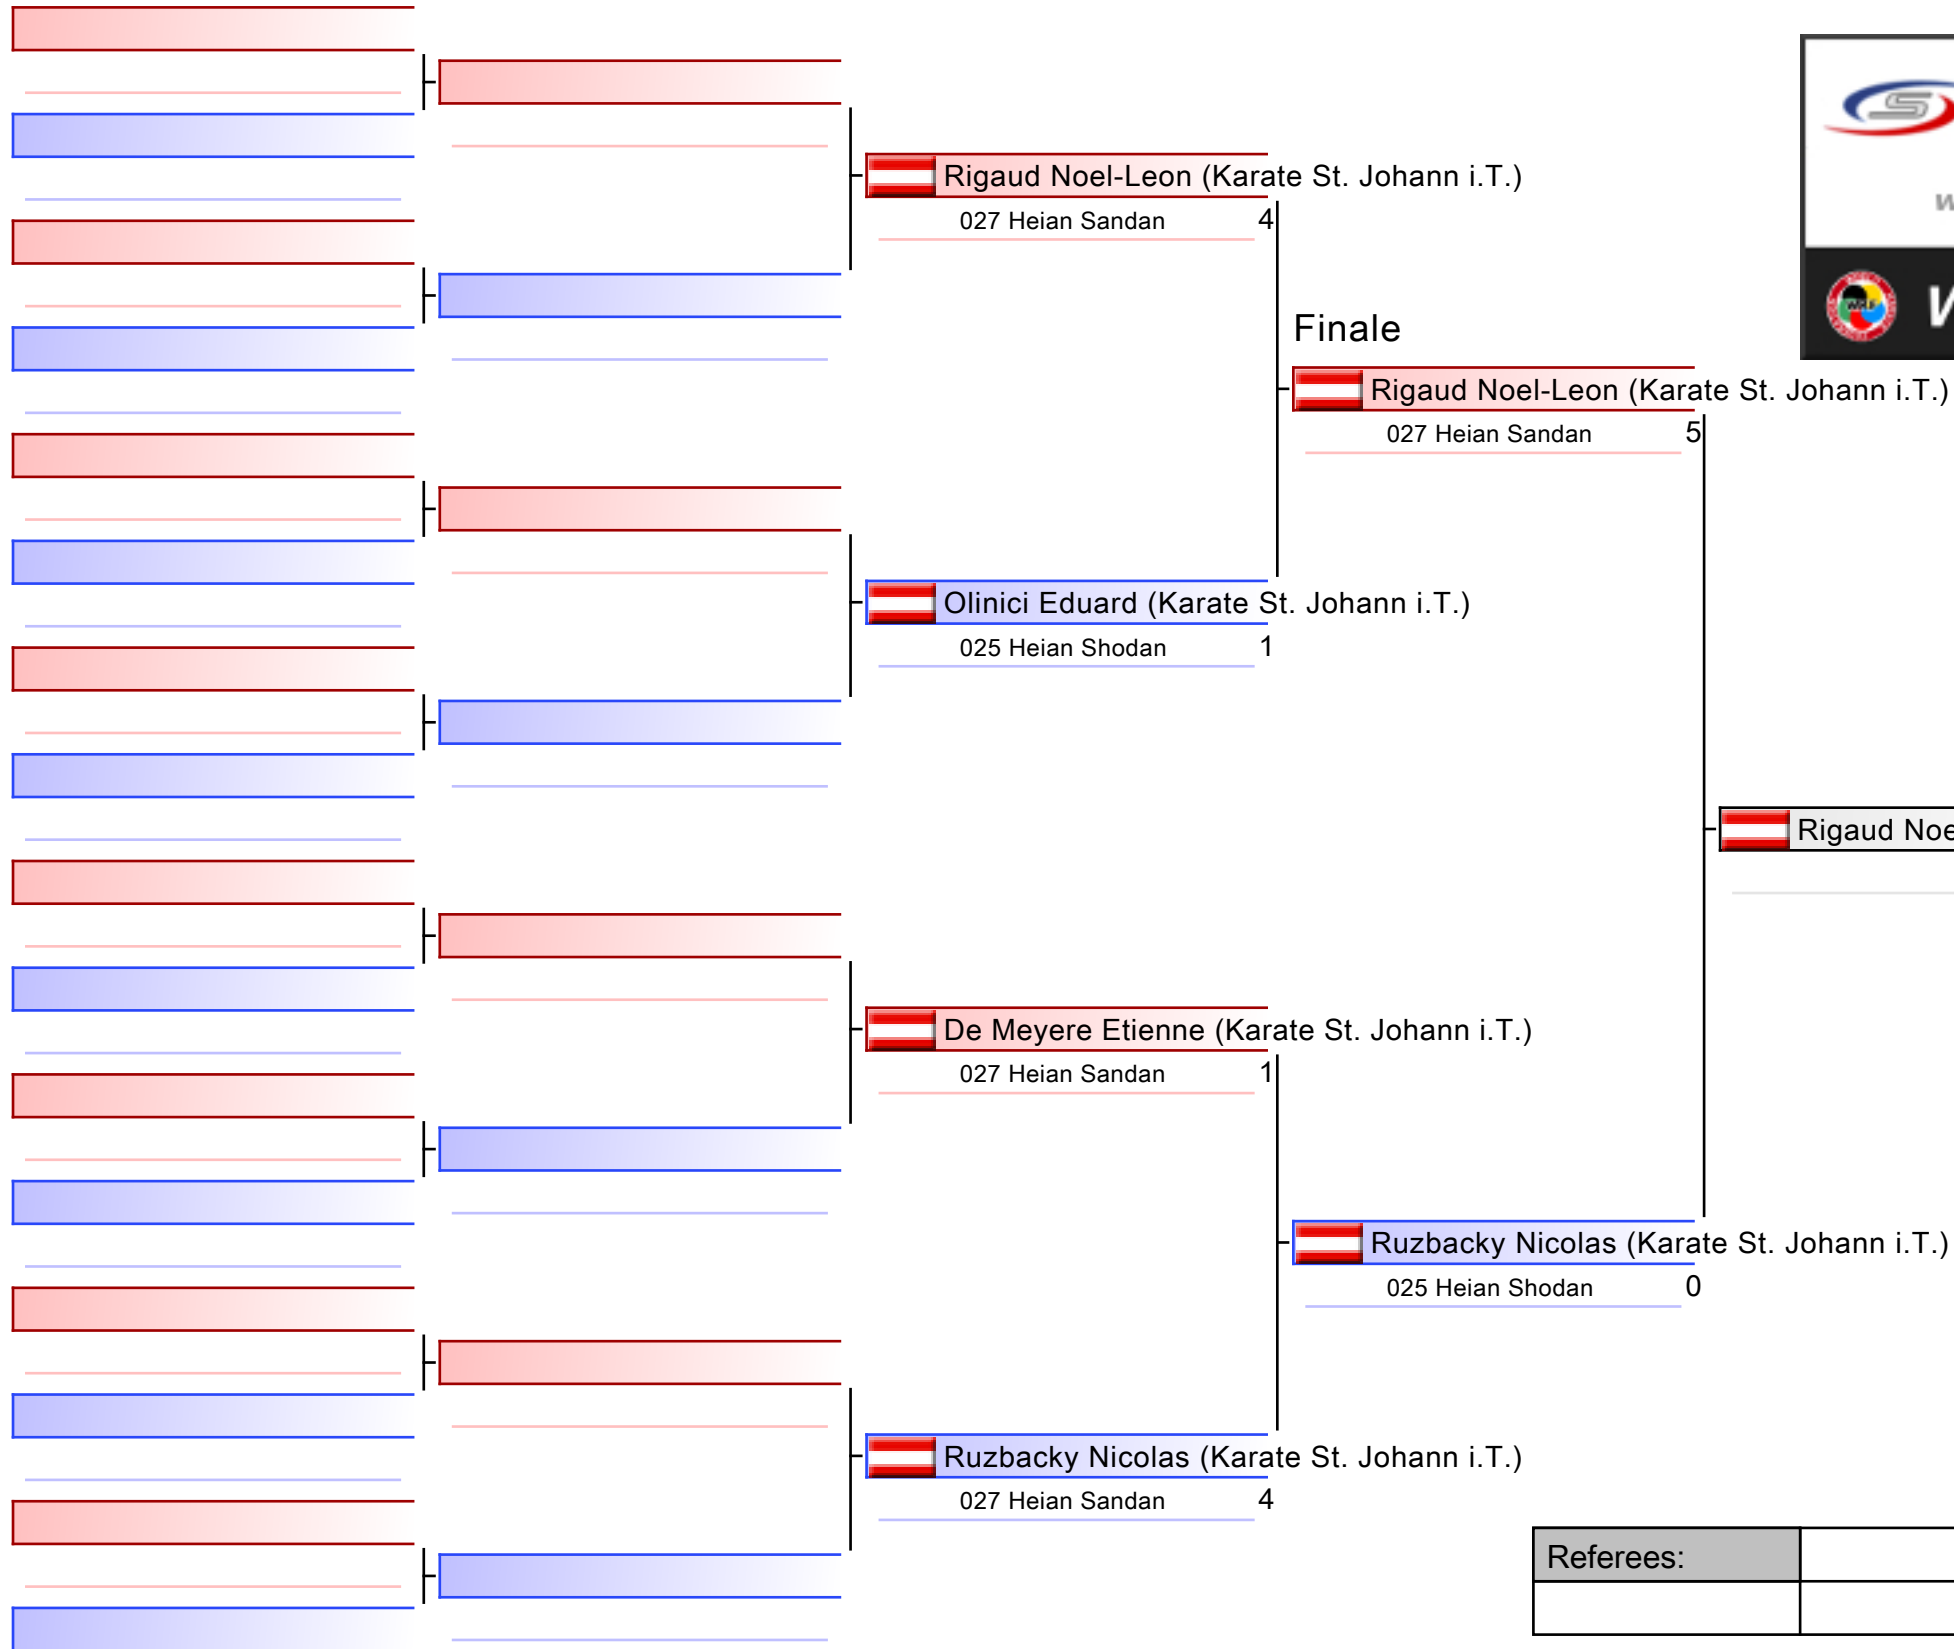 Rigaud Noel-Leon (Karate St. Johann i.T.)
027 Heian Sandan 4
Finale
Rigaud Noel-Leon (Karate St. Johann i.T.)
027 Heian Sandan 5
Olinici Eduard (Karate St. Johann i.T.)
025 Heian Shodan 1
Rigaud Noe
De Meyere Etienne (Karate St. Johann i.T.)
027 Heian Sandan 1
Ruzbacky Nicolas (Karate St. Johann i.T.)
025 Heian Shodan 0
Ruzbacky Nicolas (Karate St. Johann i.T.)
027 Heian Sandan 4
Referees: